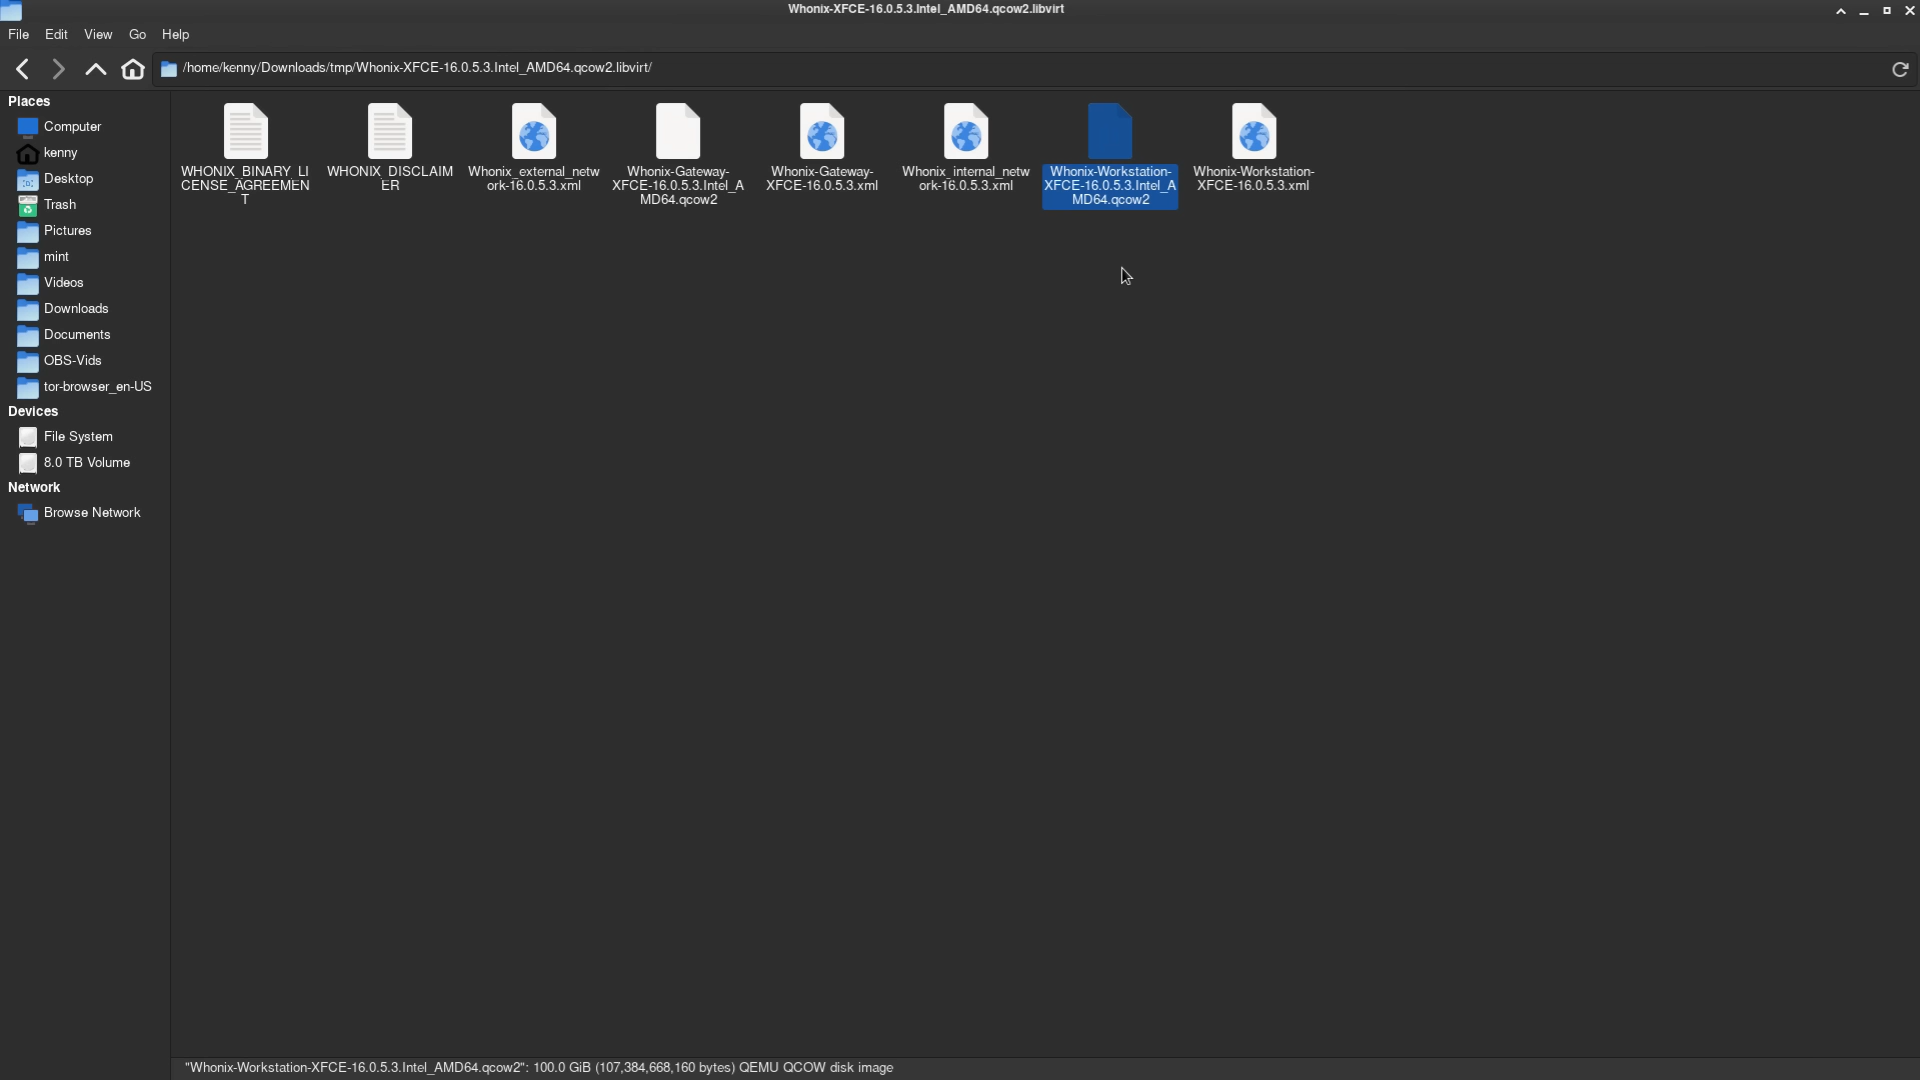 Whonix-XFCE-16.0.5.3.Intel_AMD64.qcow2.libvirt
File Edit View Go Help
/home/kenny/Downloads/tmp/Whonix-XFCE-16.0.5.3.Intel_AMD64.qcow2.libvirt/
Places
Computer
kenny
Desktop
Trash
Pictures
mint
Videos
Downloads
Documents
OBS-Vids
tor-browser_en-US
Devices
File System
8.0 TB Volume
Network
Browse Network
WHONIX_BINARY_LI
CENSE_AGREEMEN
T
WHONIX_DISCLAIM
ER
Whonix_external_netw
ork-16.0.5.3.xml
Whonix-Gateway-
XFCE-16.0.5.3.Intel_A
MD64.qcow2
Whonix-Gateway-
XFCE-16.0.5.3.xml
Whonix_internal_netw
ork-16.0.5.3.xml
Whonix-Workstation-
XFCE-16.0.5.3.Intel_A
MD64.qcow2
Whonix-Workstation-
XFCE-16.0.5.3.xml
"Whonix-Workstation-XFCE-16.0.5.3.Intel_AMD64.qcow2": 100.0 GiB (107,384,668,160 bytes) QEMU QCOW disk image